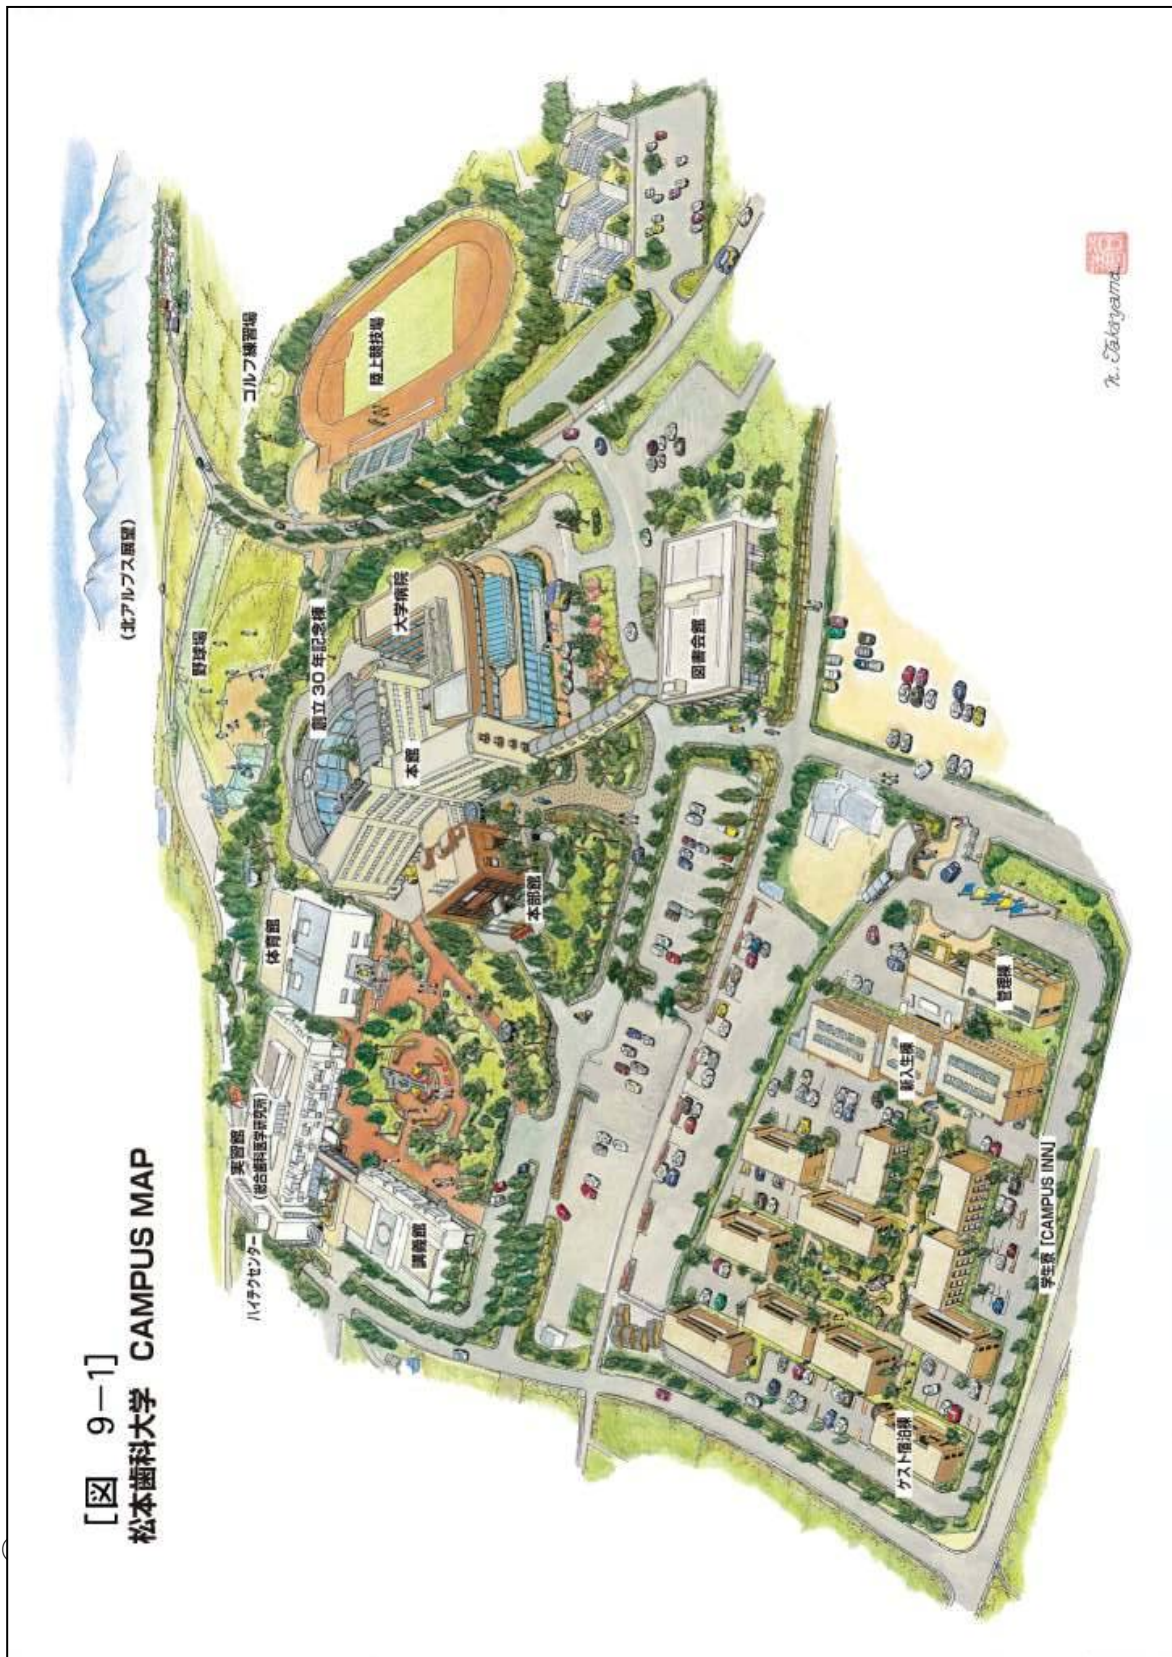 ［図　9－1］
松本歯科大学　CAMPUS MAP
（北アルプス展望）
ゴルフ練習場
野球場
陸上競技場
創立30年記念棟
大学病院
本館
体育館
実習館
（総合歯科医学研究所）
ハイテクセンター
講義館
本部館
図書会館
管理棟
新入生棟
学生寮「CAMPUS INN」
ゲスト宿泊棟
n. Takayama